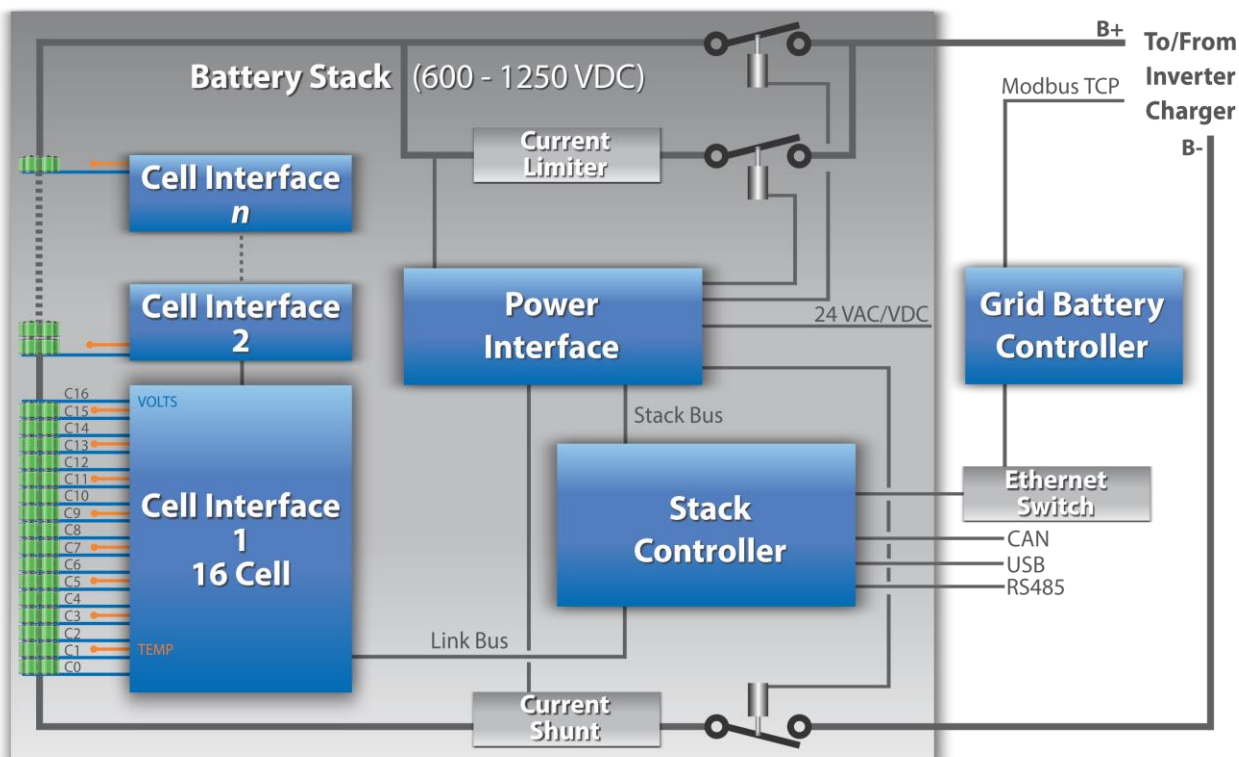 B+
To/From
Inverter
Charger
B-
Modbus TCP
Battery Stack (600 - 1250 VDC)
Current
Limiter
Cell Interface
n
Cell Interface
2
Power
Interface
24 VAC/VDC
Grid Battery
Controller
Stack Bus
C16
C15
C14
C13
C12
C11
C10
C9
C8
C7
C6
C5
C4
C3
C2
C1
C0
VOLTS
Cell Interface
1
16 Cell
TEMP
Stack
Controller
Ethernet
Switch
CAN
USB
RS485
Link Bus
Current
Shunt